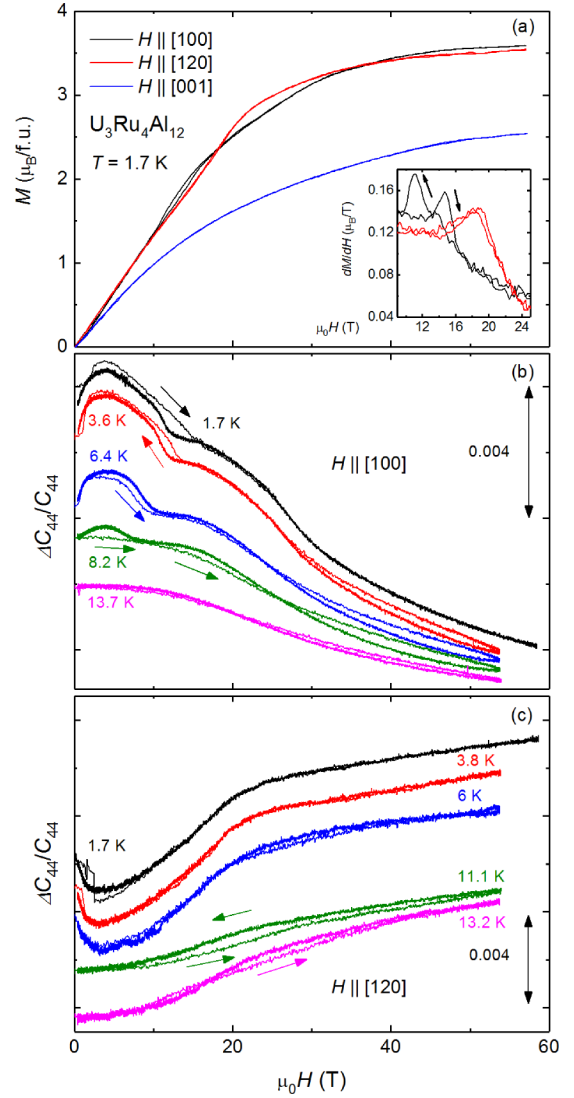 4
3
2
1
0
M (μB/f.u.)
(a)
H || [100]
H || [120]
H || [001]
U3Ru4Al12
T = 1.7 K
0.16
0.12
0.08
0.04
dM/dH (μB/T)
μ0H (T)
12
16
20
24
(b)
1.7 K
3.6 K
6.4 K
8.2 K
13.7 K
H || [100]
0.004
ΔC44/C44
(c)
3.8 K
6 K
1.7 K
11.1 K
13.2 K
0.004
H || [120]
ΔC44/C44
0
20
40
60
μ0H (T)